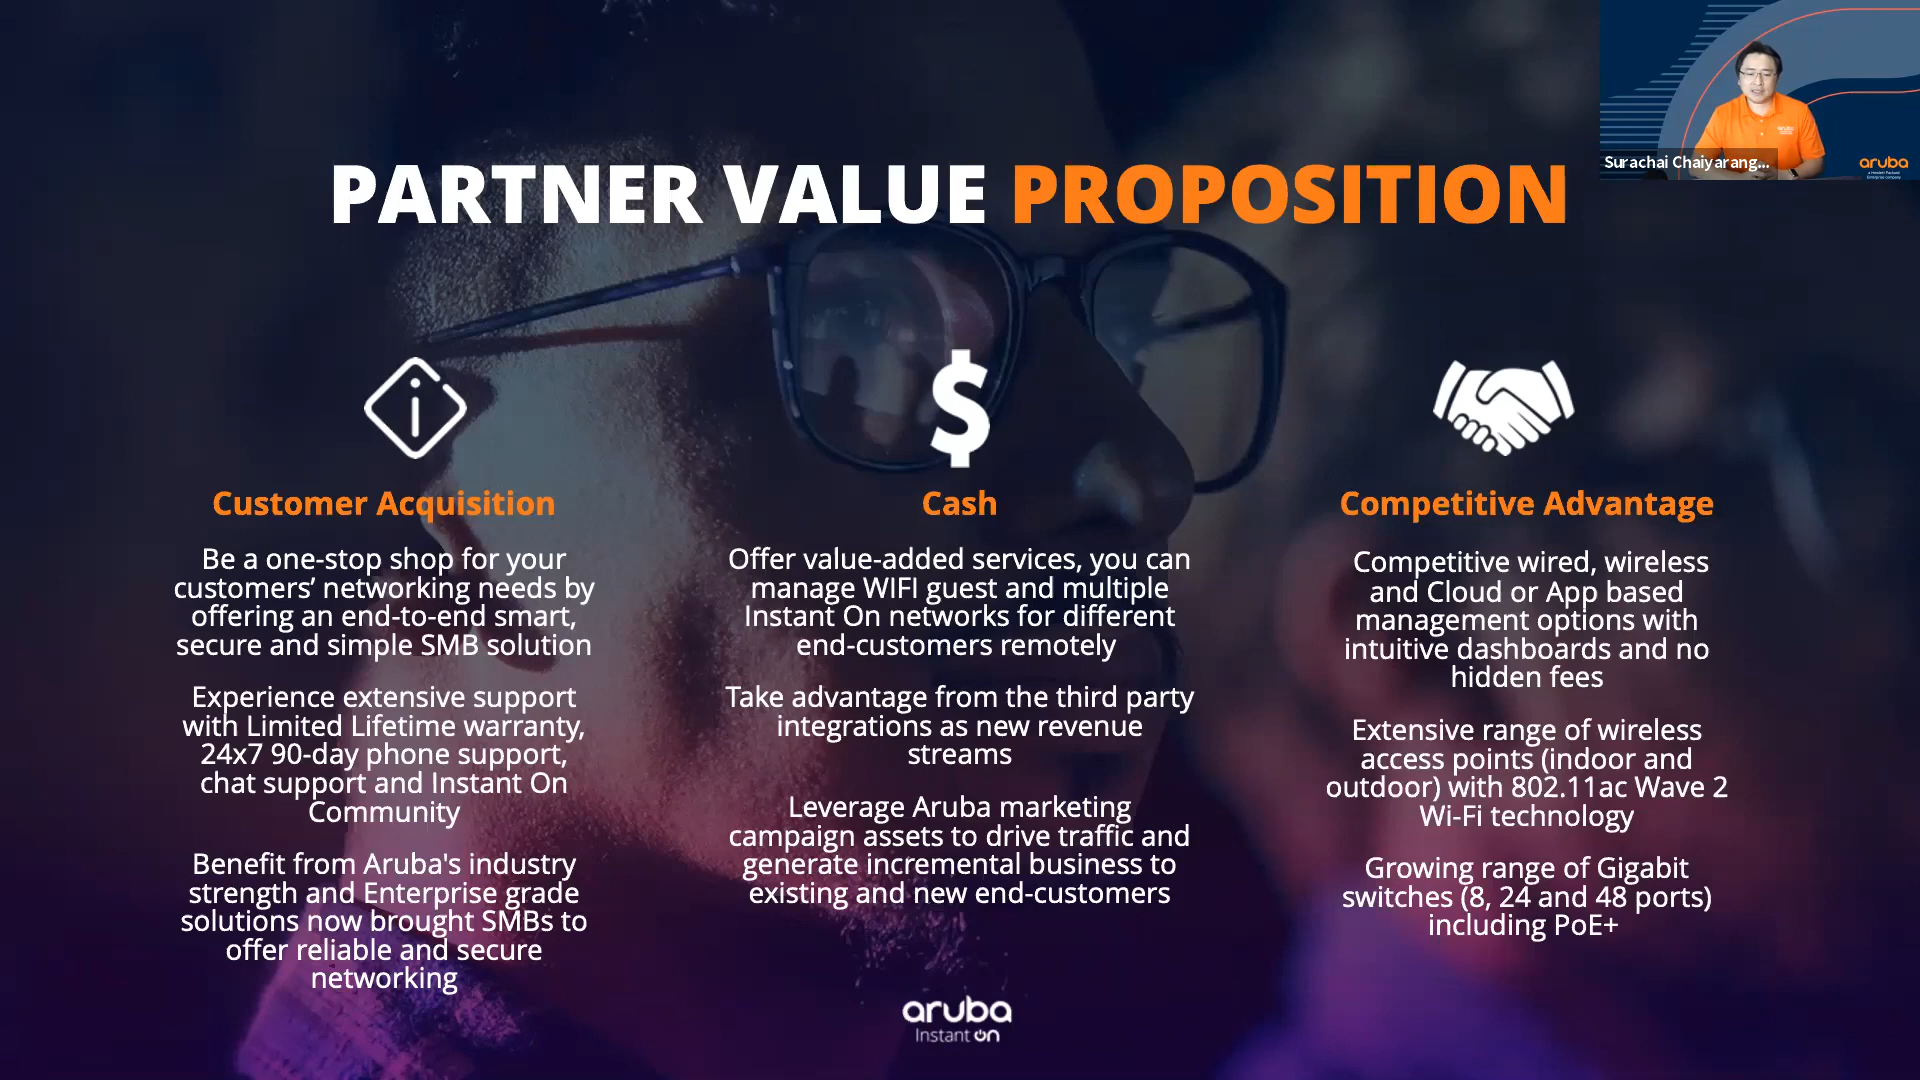 PARTNER VALUE PROPOSITION
Surachai Chaiyarang...
aruba
aruba
a Hewlett Packard
Enterprise company
Customer Acquisition
Be a one-stop shop for your
customers’ networking needs by
offering an end-to-end smart,
secure and simple SMB solution
Experience extensive support
with Limited Lifetime warranty,
24x7 90-day phone support,
chat support and Instant On
Community
Benefit from Aruba's industry
strength and Enterprise grade
solutions now brought SMBs to
offer reliable and secure
networking
Cash
Offer value-added services, you can
manage WIFI guest and multiple
Instant On networks for different
end-customers remotely
Take advantage from the third party
integrations as new revenue
streams
Leverage Aruba marketing
campaign assets to drive traffic and
generate incremental business to
existing and new end-customers
Competitive Advantage
Competitive wired, wireless
and Cloud or App based
management options with
intuitive dashboards and no
hidden fees
Extensive range of wireless
access points (indoor and
outdoor) with 802.11ac Wave 2
Wi-Fi technology
Growing range of Gigabit
switches (8, 24 and 48 ports)
including PoE+
aruba
Instant On